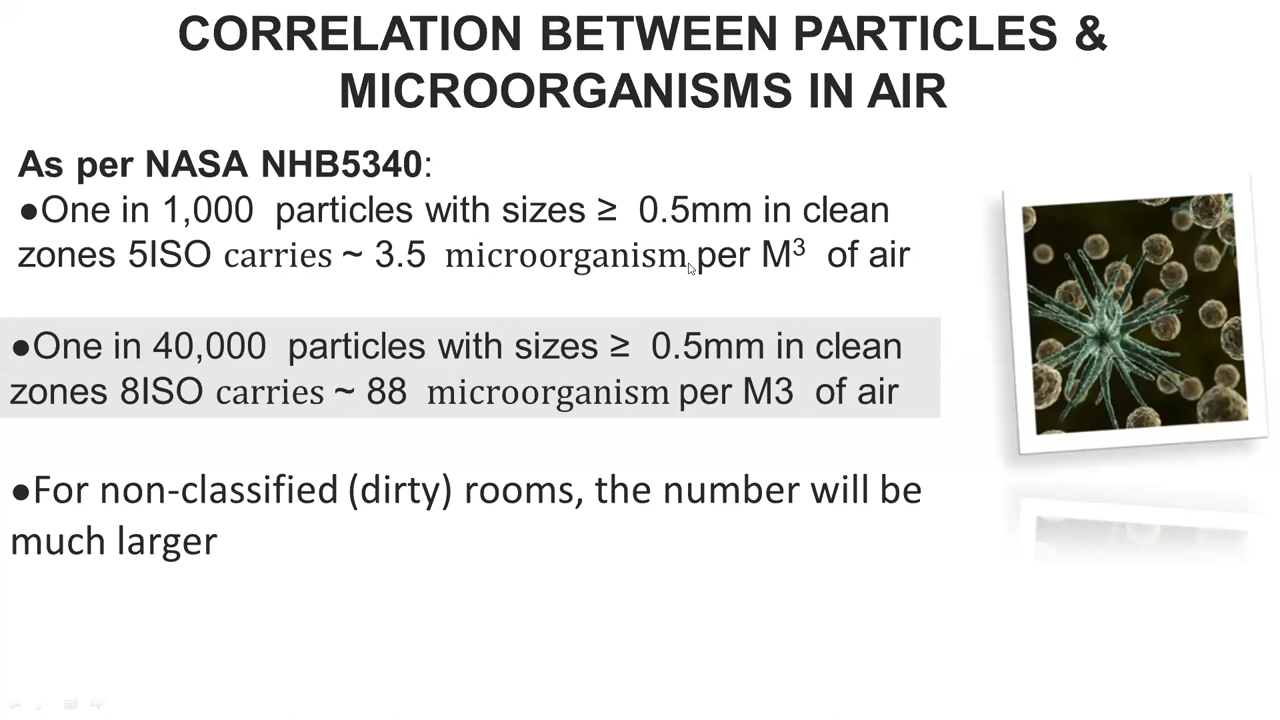 CORRELATION BETWEEN PARTICLES &
MICROORGANISMS IN AIR
As per NASA NHB5340:
●One in 1,000 particles with sizes ≥ 0.5mm in clean
zones 5ISO carries ~ 3.5 microorganism per M³ of air
●One in 40,000 particles with sizes ≥ 0.5mm in clean
zones 8ISO carries ~ 88 microorganism per M3 of air
●For non-classified (dirty) rooms, the number will be
much larger